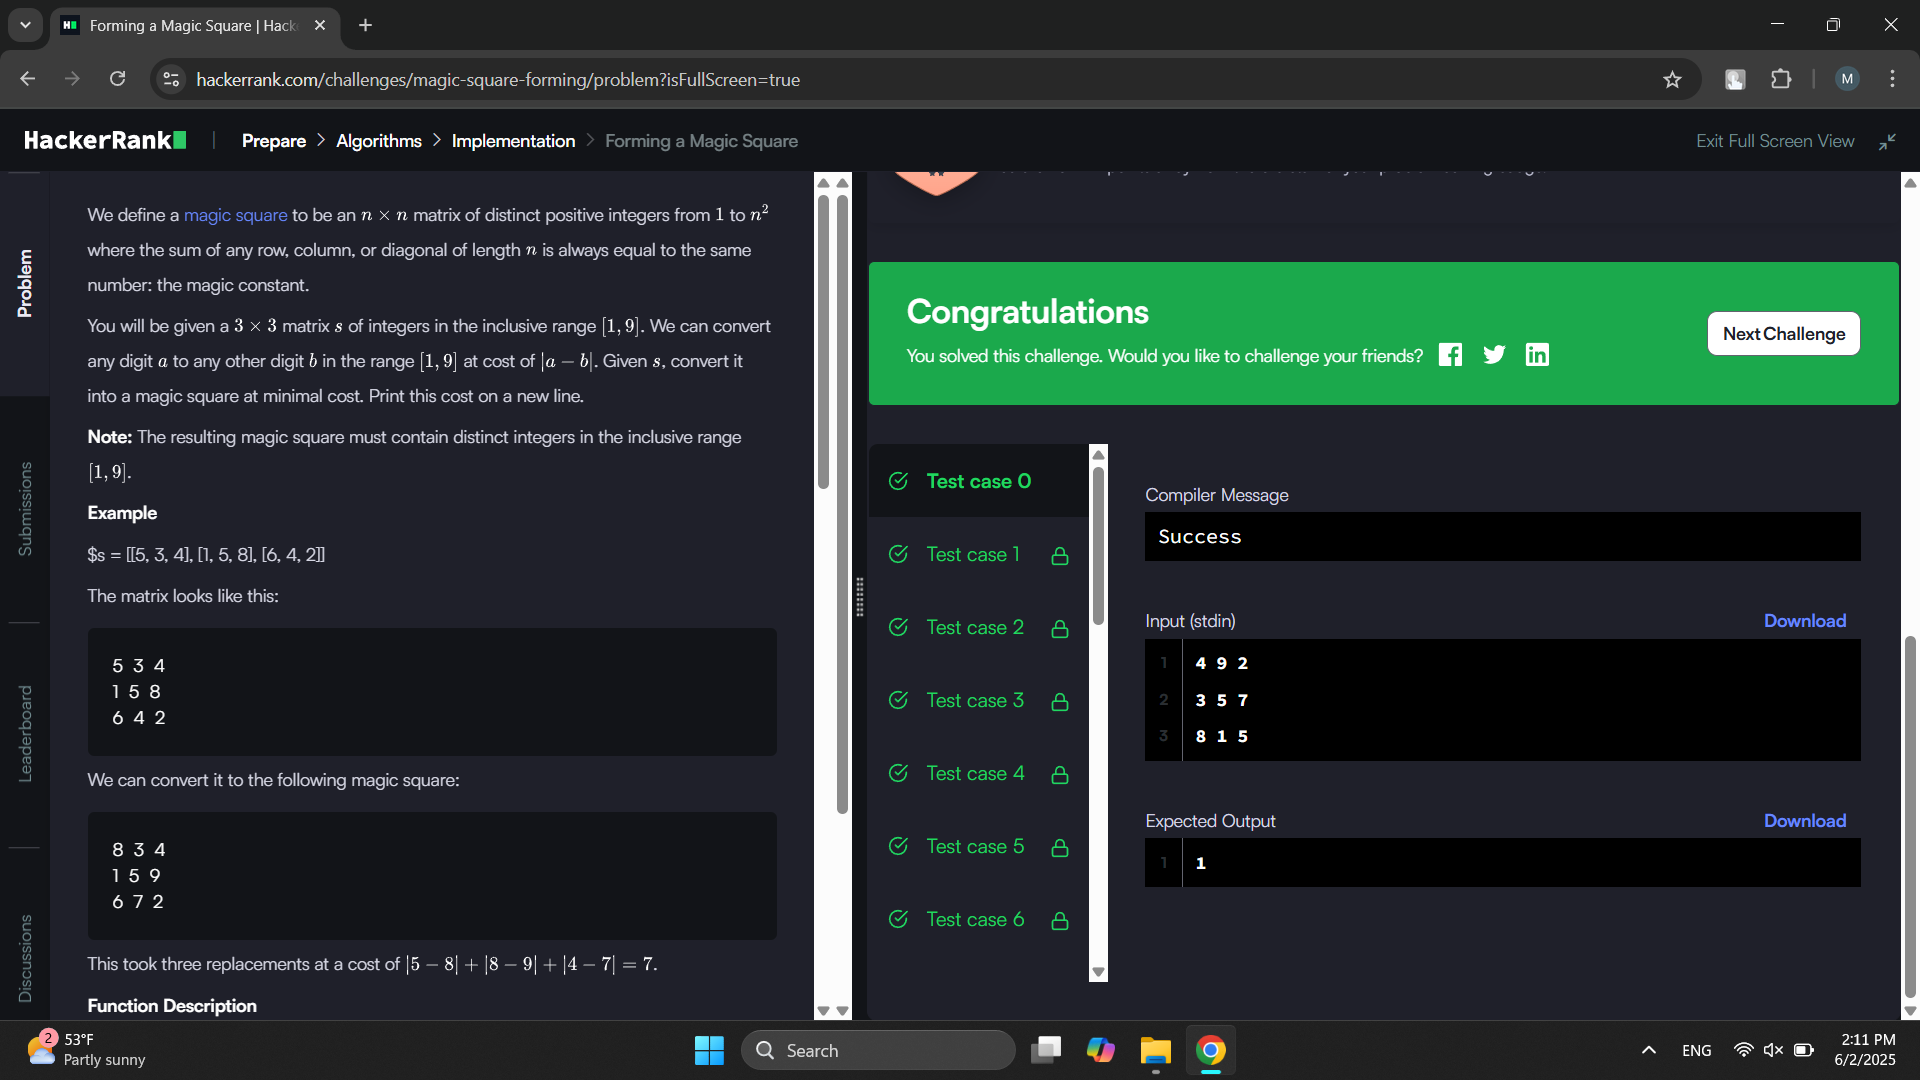 Forming a Magic Square | Hack
hackerrank.com/challenges/magic-square-forming/problem?isFullScreen=true
M
HackerRank
Prepare > Algorithms > Implementation > Forming a Magic Square
Exit Full Screen View
Problem
Submissions
Leaderboard
Discussions
We define a magic square to be an n × n matrix of distinct positive integers from 1 to n²
where the sum of any row, column, or diagonal of length n is always equal to the same
number: the magic constant.
You will be given a 3 × 3 matrix s of integers in the inclusive range [1, 9]. We can convert
any digit a to any other digit b in the range [1, 9] at cost of |a − b|. Given s, convert it
into a magic square at minimal cost. Print this cost on a new line.
Note: The resulting magic square must contain distinct integers in the inclusive range
[1, 9].
Example
$s = [[5, 3, 4], [1, 5, 8], [6, 4, 2]]
The matrix looks like this:
5 3 4
1 5 8
6 4 2
We can convert it to the following magic square:
8 3 4
1 5 9
6 7 2
This took three replacements at a cost of |5 − 8| + |8 − 9| + |4 − 7| = 7.
Function Description
Congratulations
You solved this challenge. Would you like to challenge your friends?
Next Challenge
Test case 0
Test case 1
Test case 2
Test case 3
Test case 4
Test case 5
Test case 6
Compiler Message
Success
Input (stdin)
Download
1 4 9 2
2 3 5 7
3 8 1 5
Expected Output
Download
1 1
2
53°F
Partly sunny
Search
ENG
2:11 PM
6/2/2025